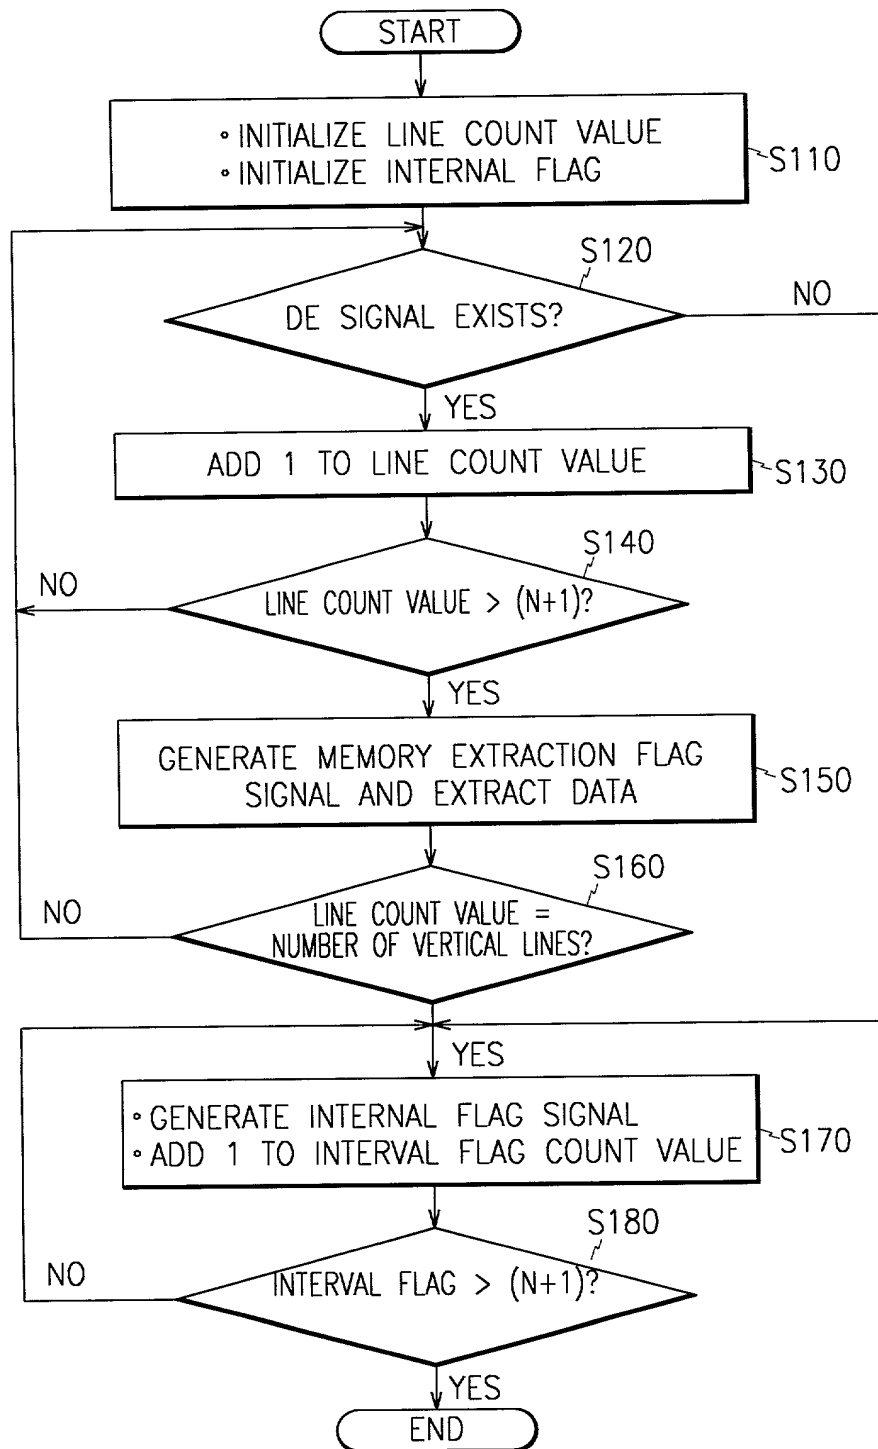 START
• INITIALIZE LINE COUNT VALUE
• INITIALIZE INTERNAL FLAG
S110
S120
DE SIGNAL EXISTS?
NO
YES
ADD 1 TO LINE COUNT VALUE
S130
S140
NO
LINE COUNT VALUE > (N+1)?
YES
GENERATE MEMORY EXTRACTION FLAG
SIGNAL AND EXTRACT DATA
S150
S160
NO
LINE COUNT VALUE =
NUMBER OF VERTICAL LINES?
YES
• GENERATE INTERNAL FLAG SIGNAL
• ADD 1 TO INTERVAL FLAG COUNT VALUE
S170
S180
NO
INTERVAL FLAG > (N+1)?
YES
END